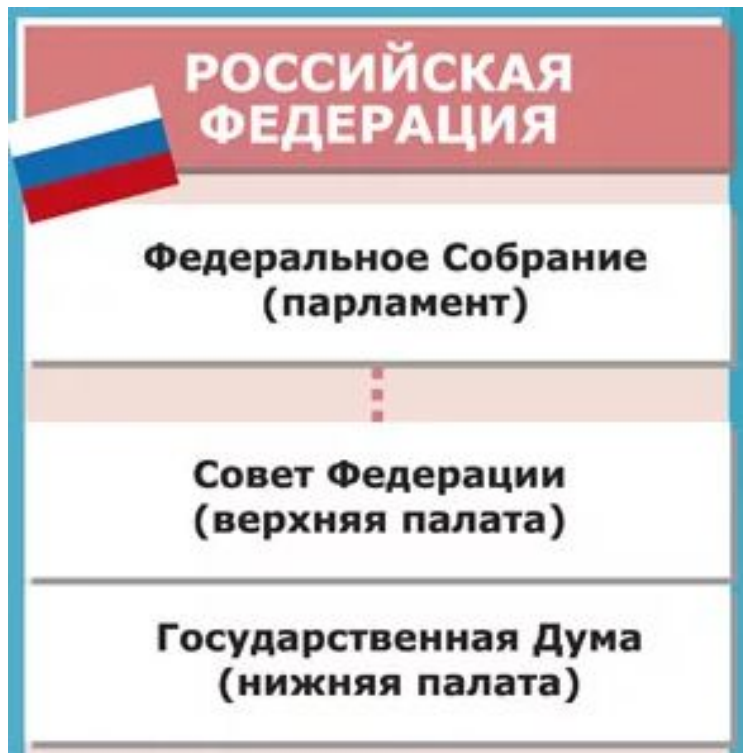 РОССИЙСКАЯ
ФЕДЕРАЦИЯ
Федеральное Собрание
(парламент)
Совет Федерации
(верхняя палата)
Государственная Дума
(нижняя палата)